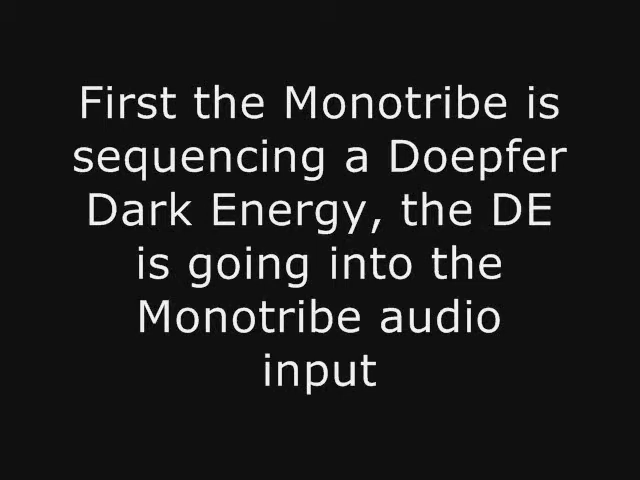 First the Monotribe is
sequencing a Doepfer
Dark Energy, the DE
is going into the
Monotribe audio
input